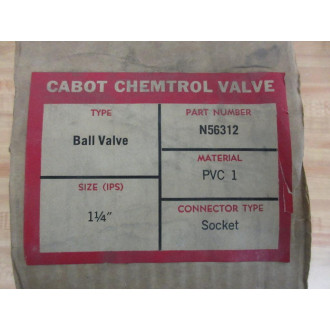 CABOT CHEMTROL VALVE
TYPE
Ball Valve
SIZE (IPS)
1¼"
PART NUMBER
N56312
MATERIAL
PVC 1
CONNECTOR TYPE
Socket